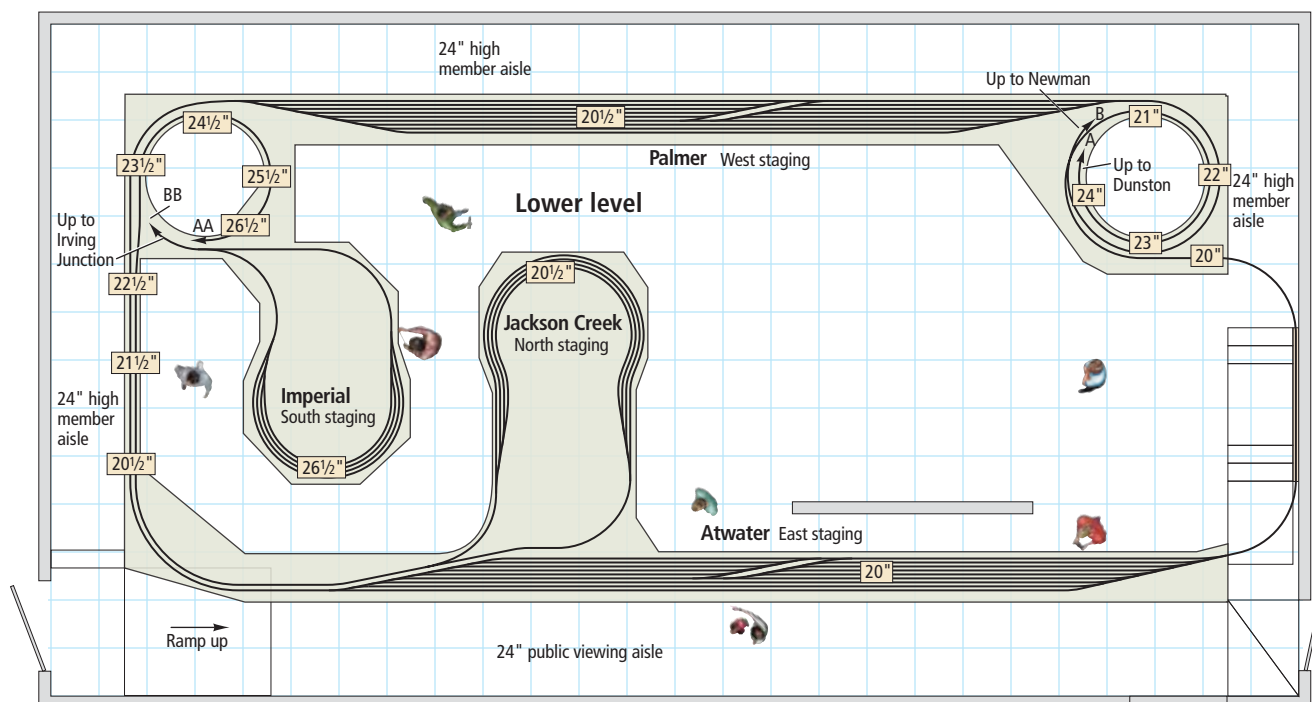 24" high
member aisle
Up to Newman
24½"
20½"
B
21"
A
Palmer West staging
23½"
25½"
Up to
Dunston
22"
24" high
member
aisle
BB
24"
Lower level
AA
26½"
Up to
Irving
Junction
23"
20"
20½"
22½"
Jackson Creek
North staging
21½"
24" high
member
aisle
Imperial
South staging
20½"
26½"
Atwater East staging
20"
Ramp up
24" public viewing aisle